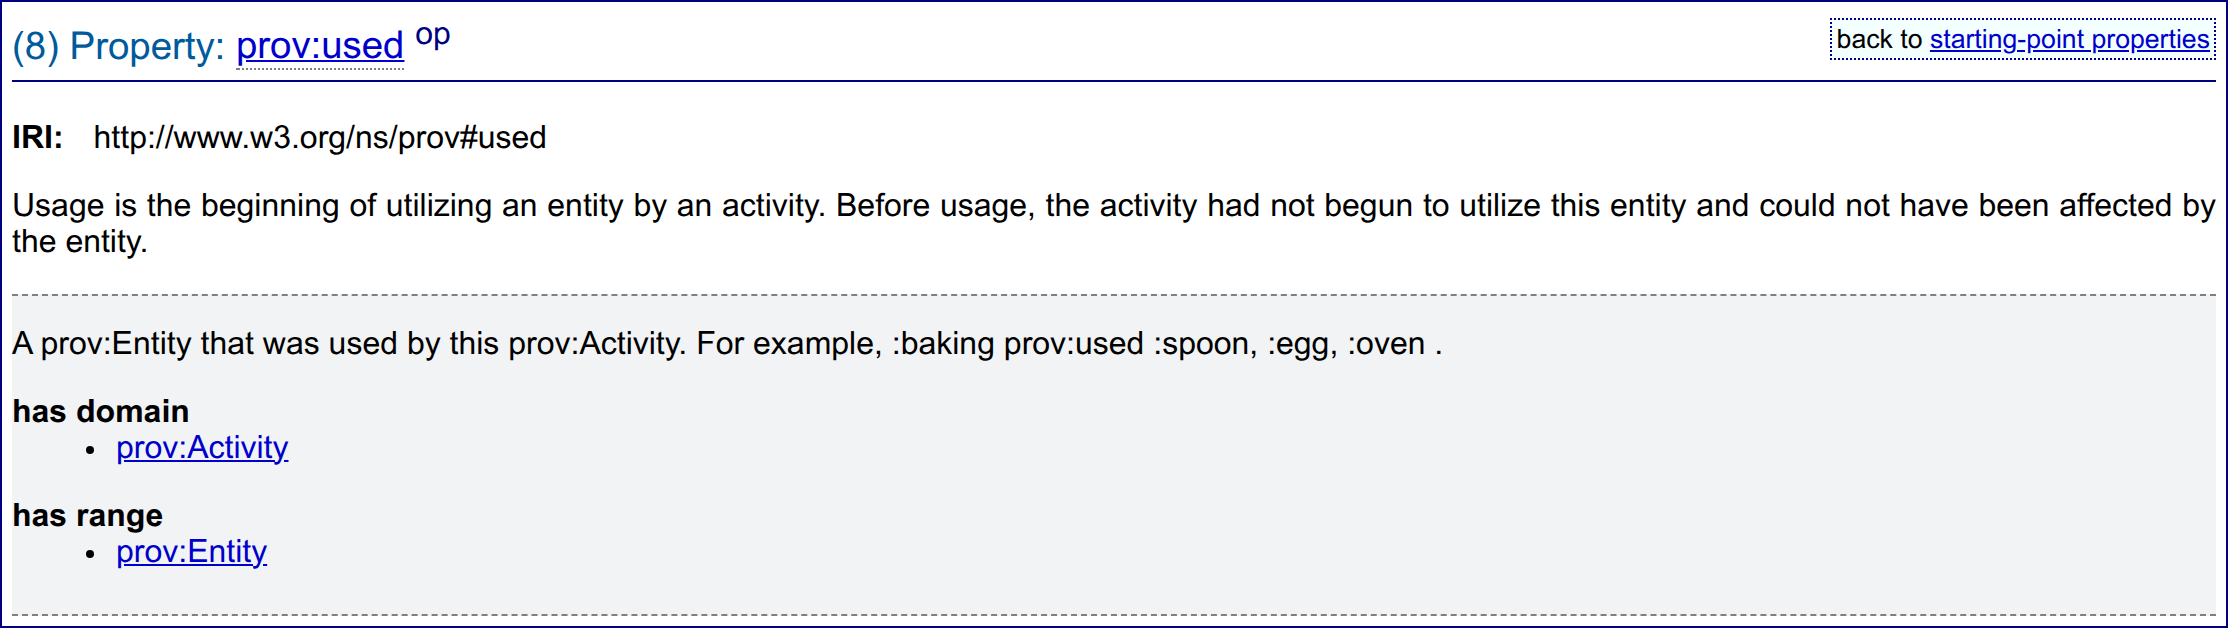 (8) Property: prov:used op
back to starting-point properties
IRI: http://www.w3.org/ns/prov#used
Usage is the beginning of utilizing an entity by an activity. Before usage, the activity had not begun to utilize this entity and could not have been affected by
the entity.
A prov:Entity that was used by this prov:Activity. For example, :baking prov:used :spoon, :egg, :oven .
has domain
• prov:Activity
has range
• prov:Entity